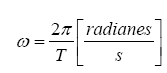 ω = 2π/T [radianes/s]